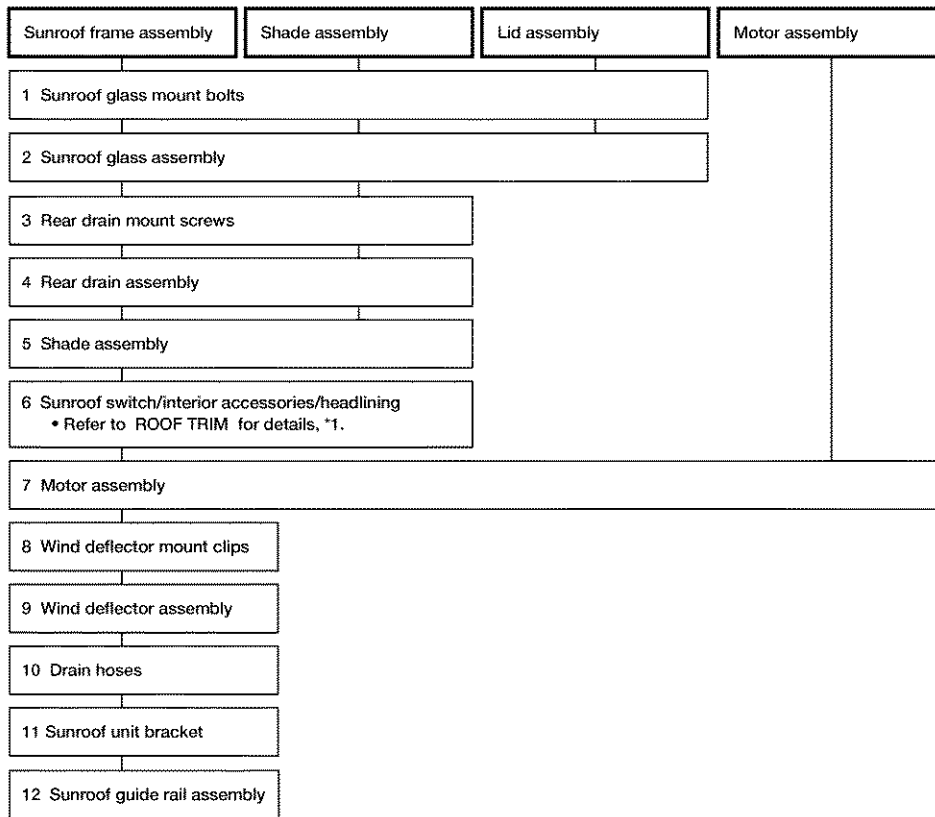 Sunroof frame assembly
Shade assembly
Lid assembly
Motor assembly
1 Sunroof glass mount bolts
2 Sunroof glass assembly
3 Rear drain mount screws
4 Rear drain assembly
5 Shade assembly
6 Sunroof switch/interior accessories/headlining
• Refer to ROOF TRIM for details, *1.
7 Motor assembly
8 Wind deflector mount clips
9 Wind deflector assembly
10 Drain hoses
11 Sunroof unit bracket
12 Sunroof guide rail assembly